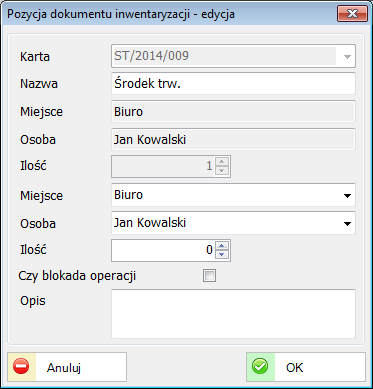 Pozycja dokumentu inwentaryzacji - edycja
Karta ST/2014/009
Nazwa Środek trw.
Miejsce Biuro
Osoba Jan Kowalski
Ilość 1
Miejsce Biuro
Osoba Jan Kowalski
Ilość 0
Czy blokada operacji
Opis
Anuluj OK